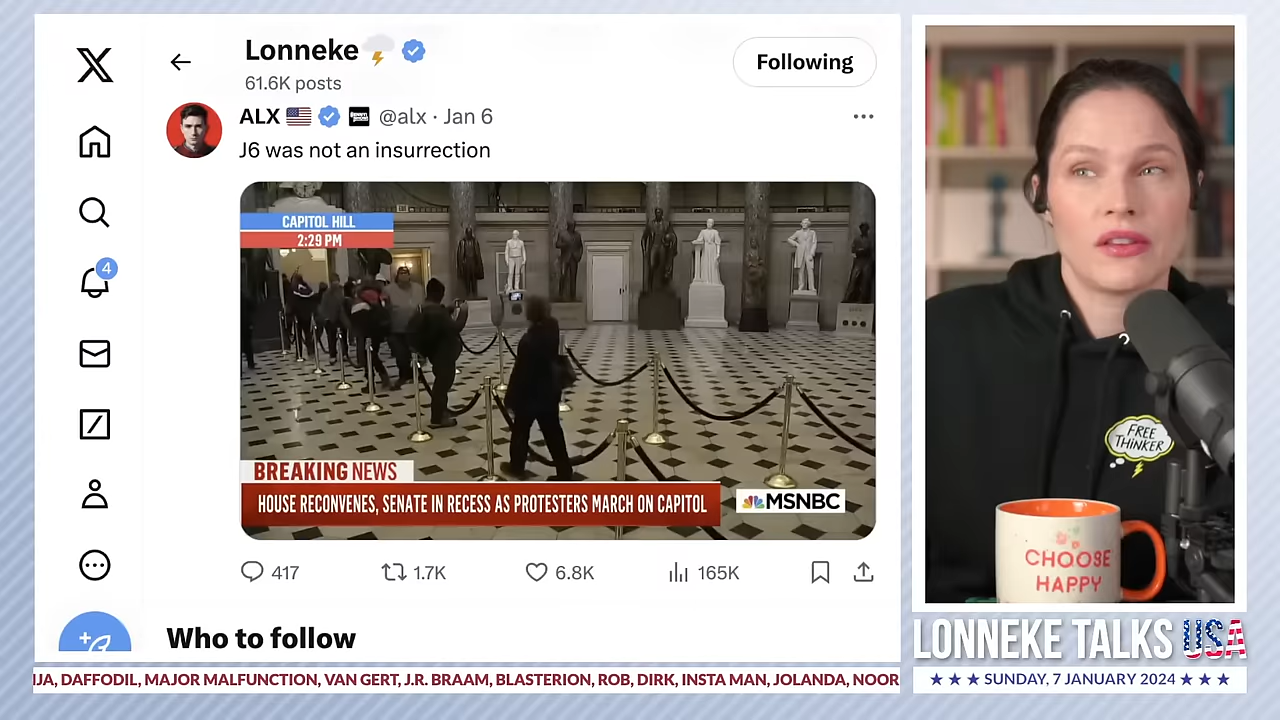 Lonneke
61.6K posts
Following
ALX @alx · Jan 6
J6 was not an insurrection
4
CAPITOL HILL
2:29 PM
BREAKING NEWS
HOUSE RECONVENES, SENATE IN RECESS AS PROTESTERS MARCH ON CAPITOL
MSNBC
417
1.7K
6.8K
165K
Who to follow
FREE
THINKER
CHOOSE
HAPPY
LONNEKE TALKS USA
SUNDAY, 7 JANUARY 2024
DAFFODIL, MAJOR MALFUNCTION, VAN GERT, J.R. BRAAM, BLASTERION, ROB, DIRK, INSTA MAN, JOLANDA, NOOR